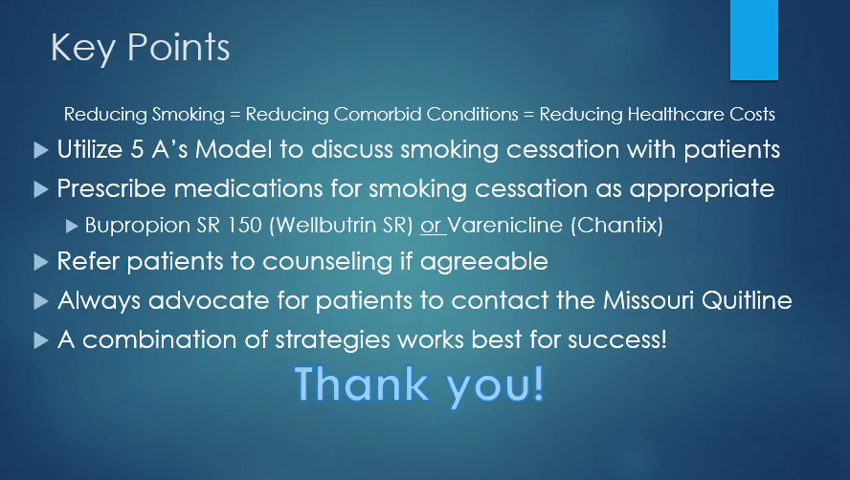 Key Points
Reducing Smoking = Reducing Comorbid Conditions = Reducing Healthcare Costs
Utilize 5 A's Model to discuss smoking cessation with patients
Prescribe medications for smoking cessation as appropriate
Bupropion SR 150 (Wellbutrin SR) or Varenicline (Chantix)
Refer patients to counseling if agreeable
Always advocate for patients to contact the Missouri Quitline
A combination of strategies works best for success!
Thank you!